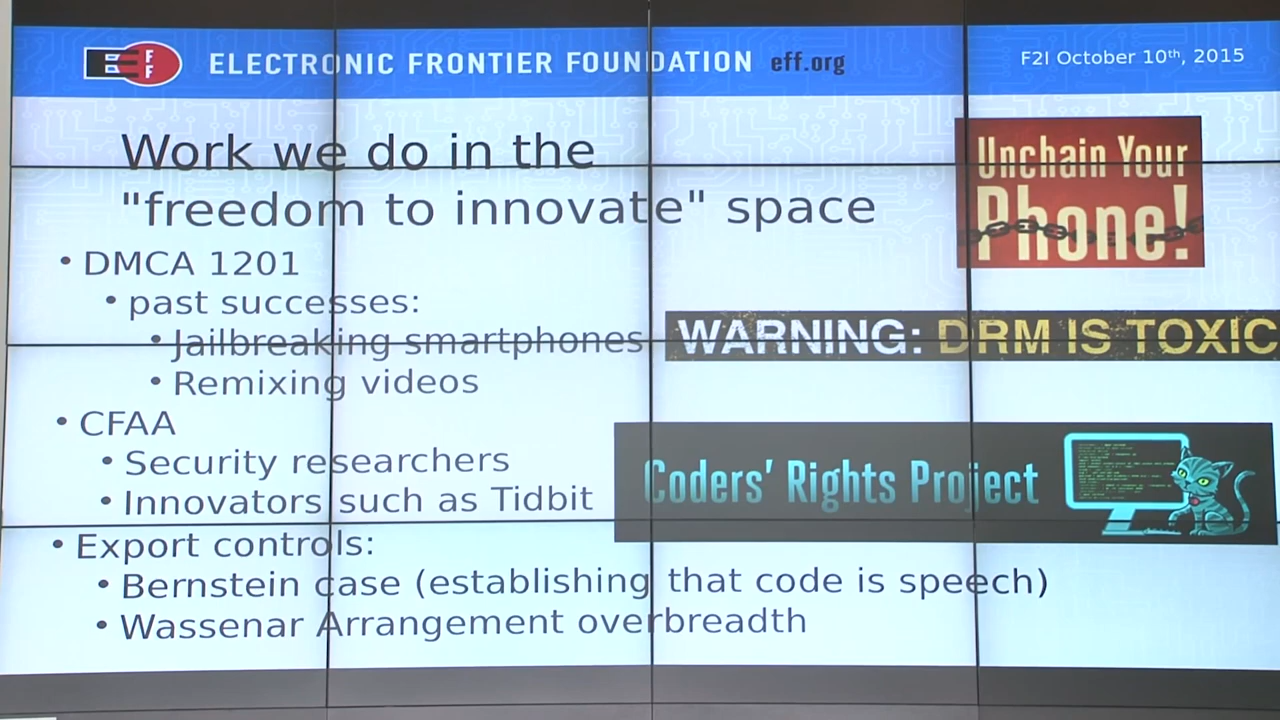 EFF ELECTRONIC FRONTIER FOUNDATION eff.org
F2I October 10th, 2015
Work we do in the
"freedom to innovate" space
Unchain Your
Phone!
• DMCA 1201
• past successes:
• Jailbreaking smartphones
• Remixing videos
WARNING: DRM IS TOXIC
• CFAA
• Security researchers
• Innovators such as Tidbit
Coders' Rights Project
• Export controls:
• Bernstein case (establishing that code is speech)
• Wassenar Arrangement overbreadth